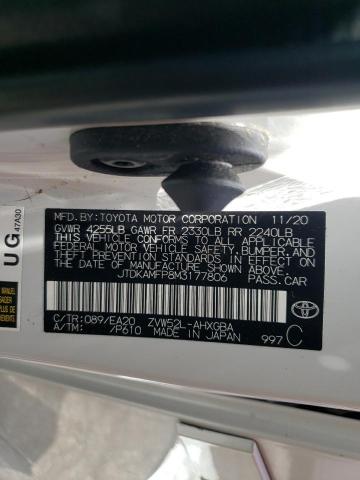 MFD.BY:TOYOTA MOTOR CORPORATION 11/20
GVWR 4255LB GAWR FR 2330LB RR 2240LB
THIS VEHICLE CONFORMS TO ALL APPLICABLE
FEDERAL MOTOR VEHICLE SAFETY, BUMPER, AND
THEFT PREVENTION STANDARDS IN EFFECT ON
THE DATE OF MANUFACTURE SHOWN ABOVE.
JTDKAMFP8M3177806 PASS.CAR
C/TR:089/EA20 ZVW52L-AHXGBA
A/TM: /P610 MADE IN JAPAN 997 C
UG 47A30